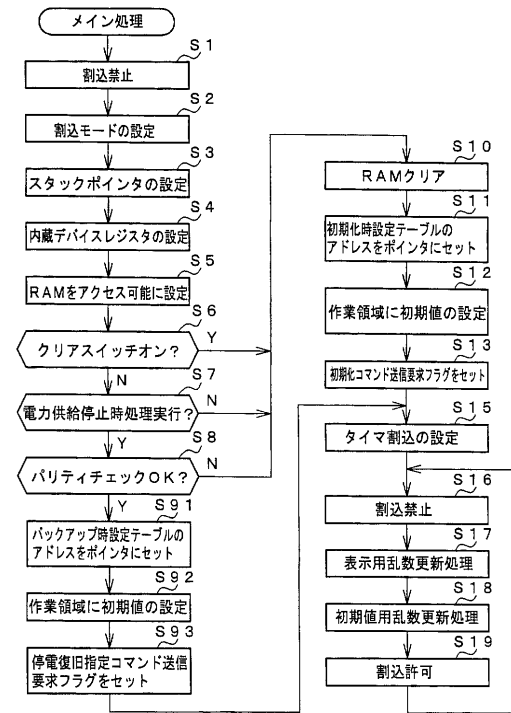 メイン処理
S1
割込禁止
S2
割込モードの設定
S3
スタックポインタの設定
S4
内蔵デバイスレジスタの設定
S5
RAMをアクセス可能に設定
S6
クリアスイッチオン?
Y
N
S7
電力供給停止時処理実行?
N
Y
S8
パリティチェックOK?
N
Y
S91
バックアップ時設定テーブルの
アドレスをポインタにセット
S92
作業領域に初期値の設定
S93
停電復旧指定コマンド送信
要求フラグをセット
S10
RAMクリア
S11
初期化時設定テーブルの
アドレスをポインタにセット
S12
作業領域に初期値の設定
S13
初期化コマンド送信要求フラグをセット
S15
タイマ割込の設定
S16
割込禁止
S17
表示用乱数更新処理
S18
初期値用乱数更新処理
S19
割込許可